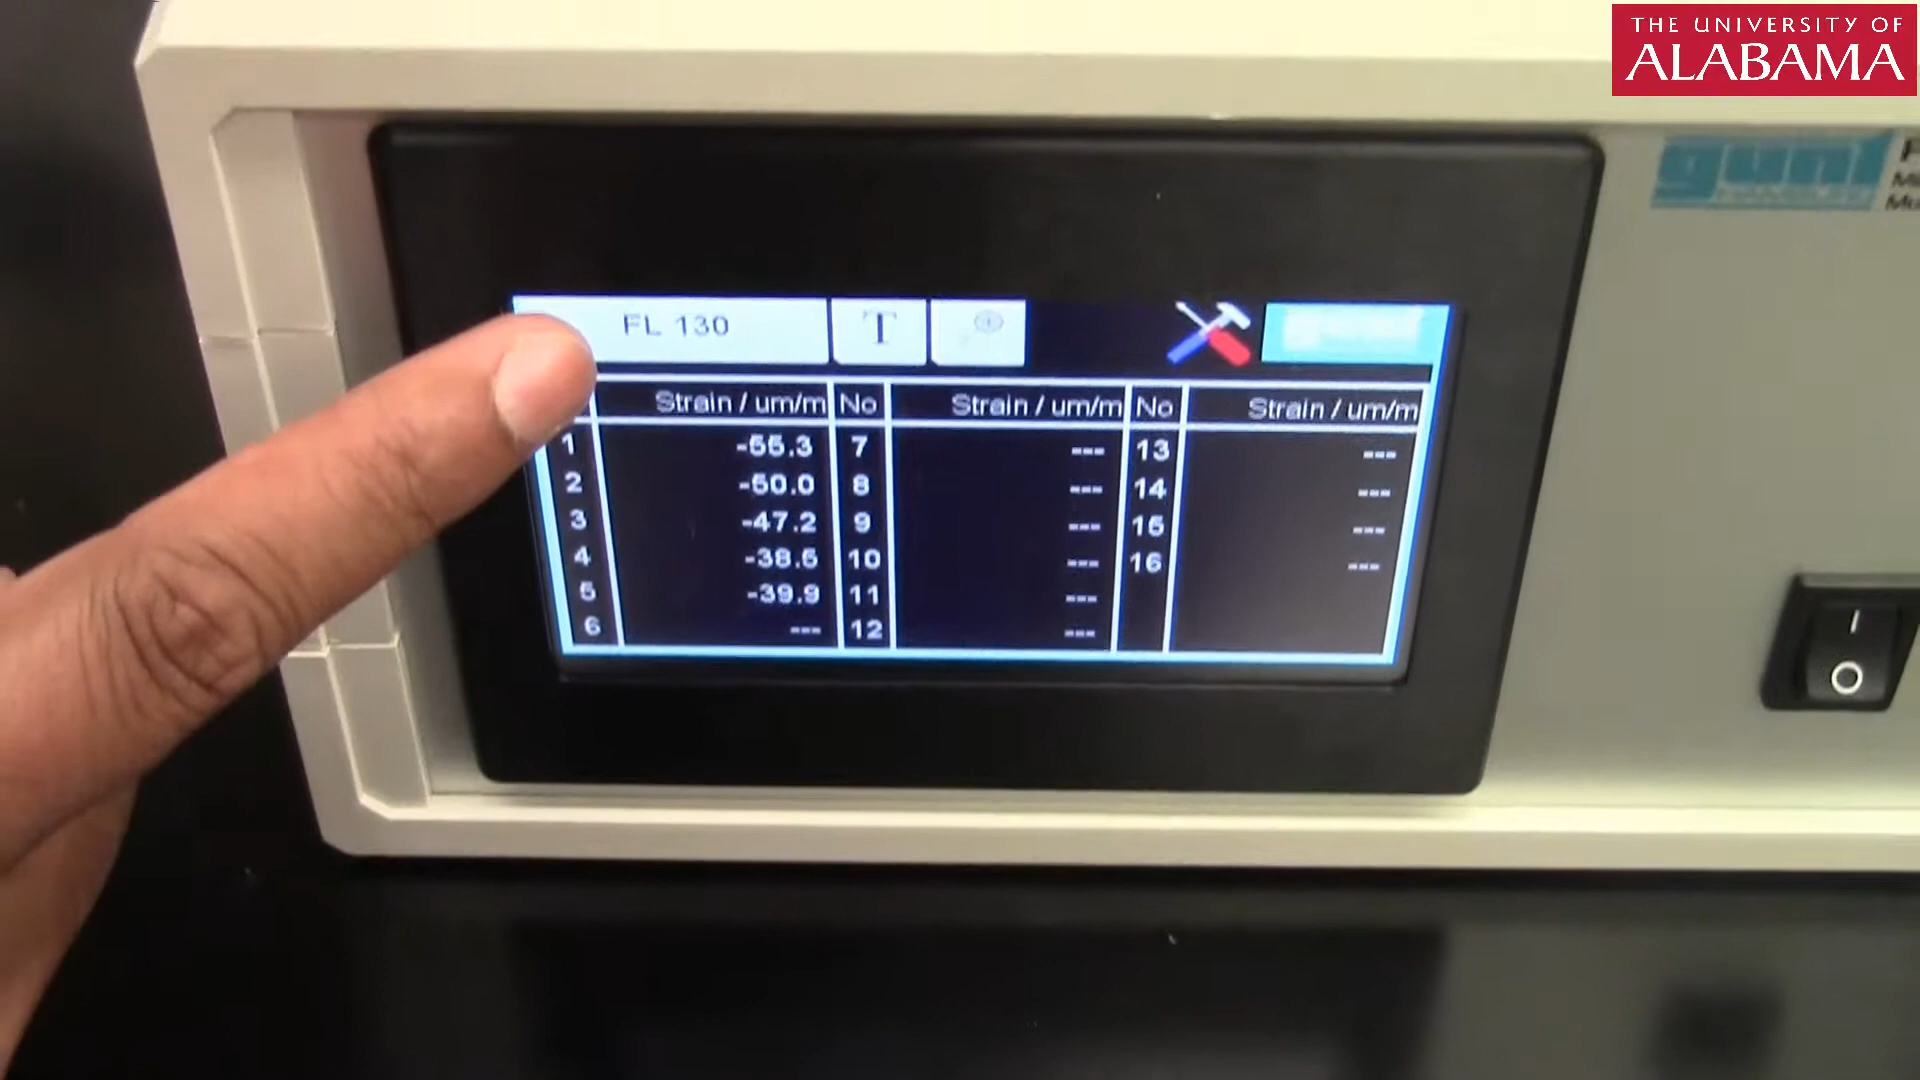 THE UNIVERSITY OF
ALABAMA
gunt
FL 130 T
Strain / um/m No Strain / um/m No Strain / um/m
1 -55.3 7 --- 13 ---
2 -50.0 8 --- 14 ---
3 -47.2 9 --- 15 ---
4 -38.5 10 --- 16 ---
5 -39.9 11 ---
6 --- 12 ---